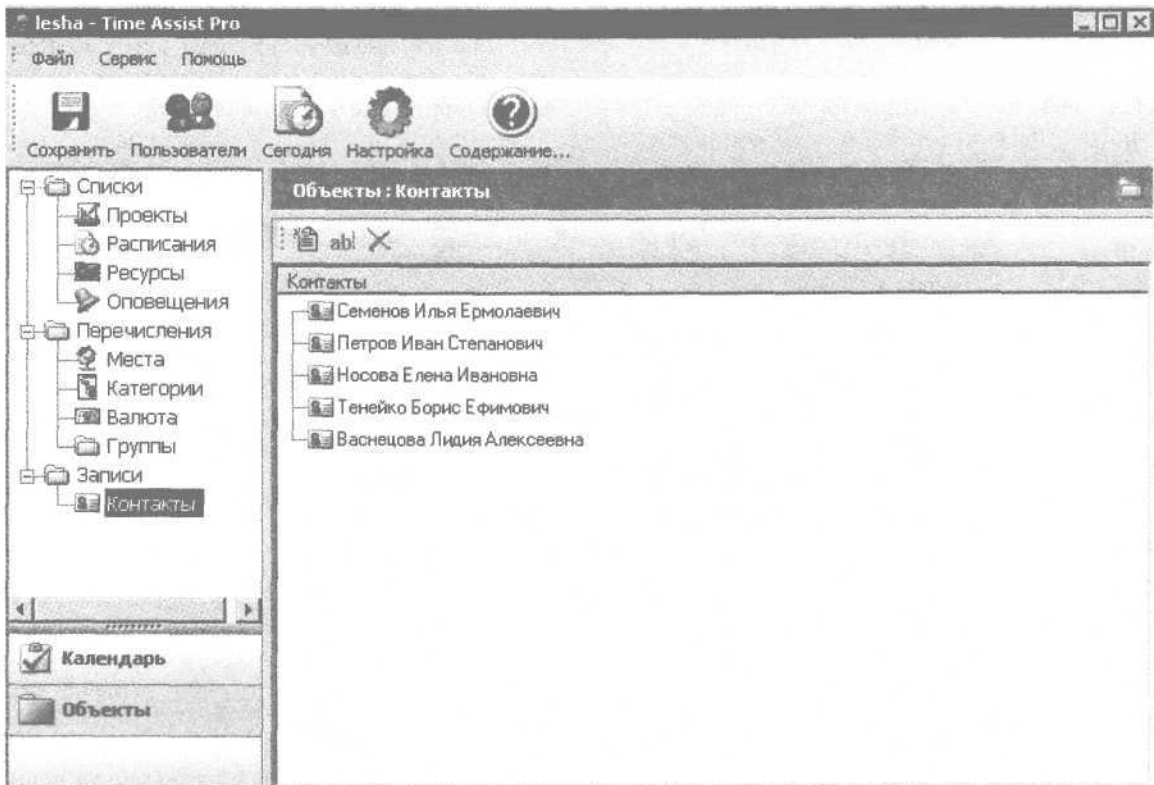 lesha - Time Assist Pro
Файл Сервис Помощь
Сохранить Пользователи Сегодня Настройка Содержание...
Списки
Проекты
Расписания
Ресурсы
Оповещения
Перечисления
Места
Категории
Валюта
Группы
Записи
Контакты
Календарь
Объекты
Объекты : Контакты
abl
Контакты
Семенов Илья Ермолаевич
Петров Иван Степанович
Носова Елена Ивановна
Тенейко Борис Ефимович
Васнецова Лидия Алексеевна